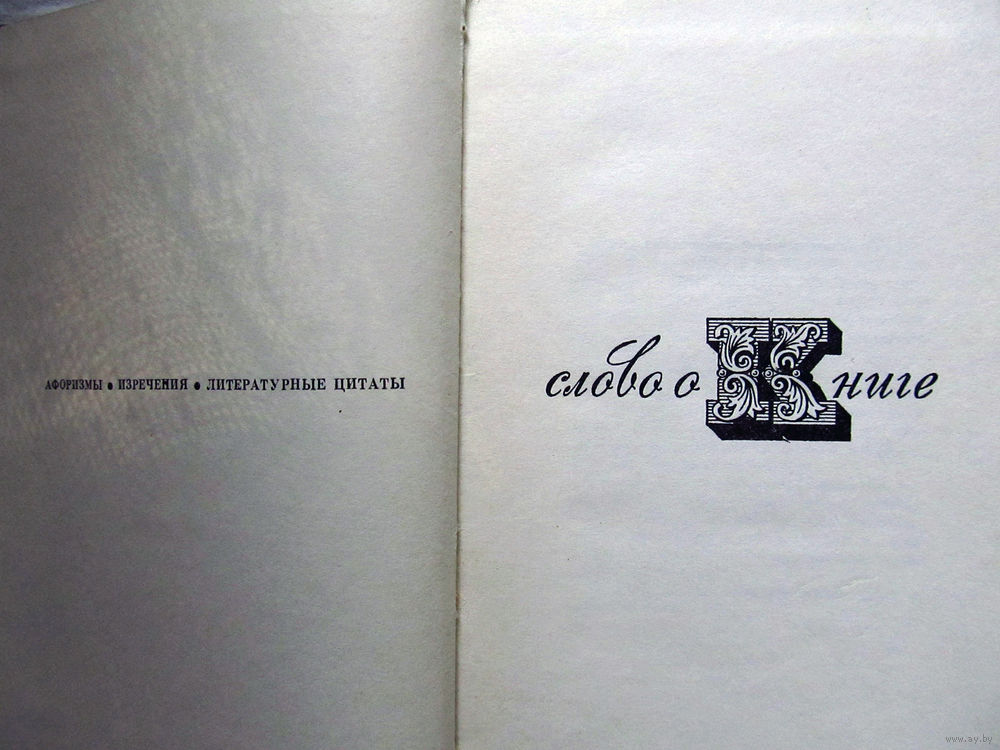 АФОРИЗМЫ • ИЗРЕЧЕНИЯ • ЛИТЕРАТУРНЫЕ ЦИТАТЫ
слово о Книге
www.ay.by